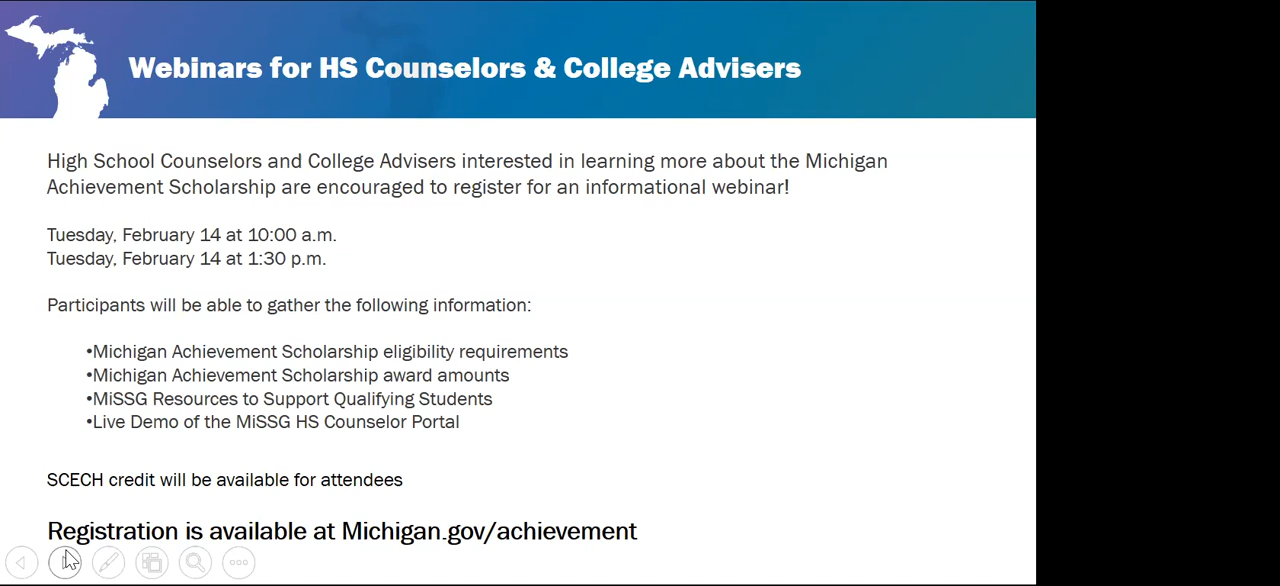 Webinars for HS Counselors & College Advisers
High School Counselors and College Advisers interested in learning more about the Michigan
Achievement Scholarship are encouraged to register for an informational webinar!
Tuesday, February 14 at 10:00 a.m.
Tuesday, February 14 at 1:30 p.m.
Participants will be able to gather the following information:
•Michigan Achievement Scholarship eligibility requirements
•Michigan Achievement Scholarship award amounts
•MiSSG Resources to Support Qualifying Students
•Live Demo of the MiSSG HS Counselor Portal
SCECH credit will be available for attendees
Registration is available at Michigan.gov/achievement